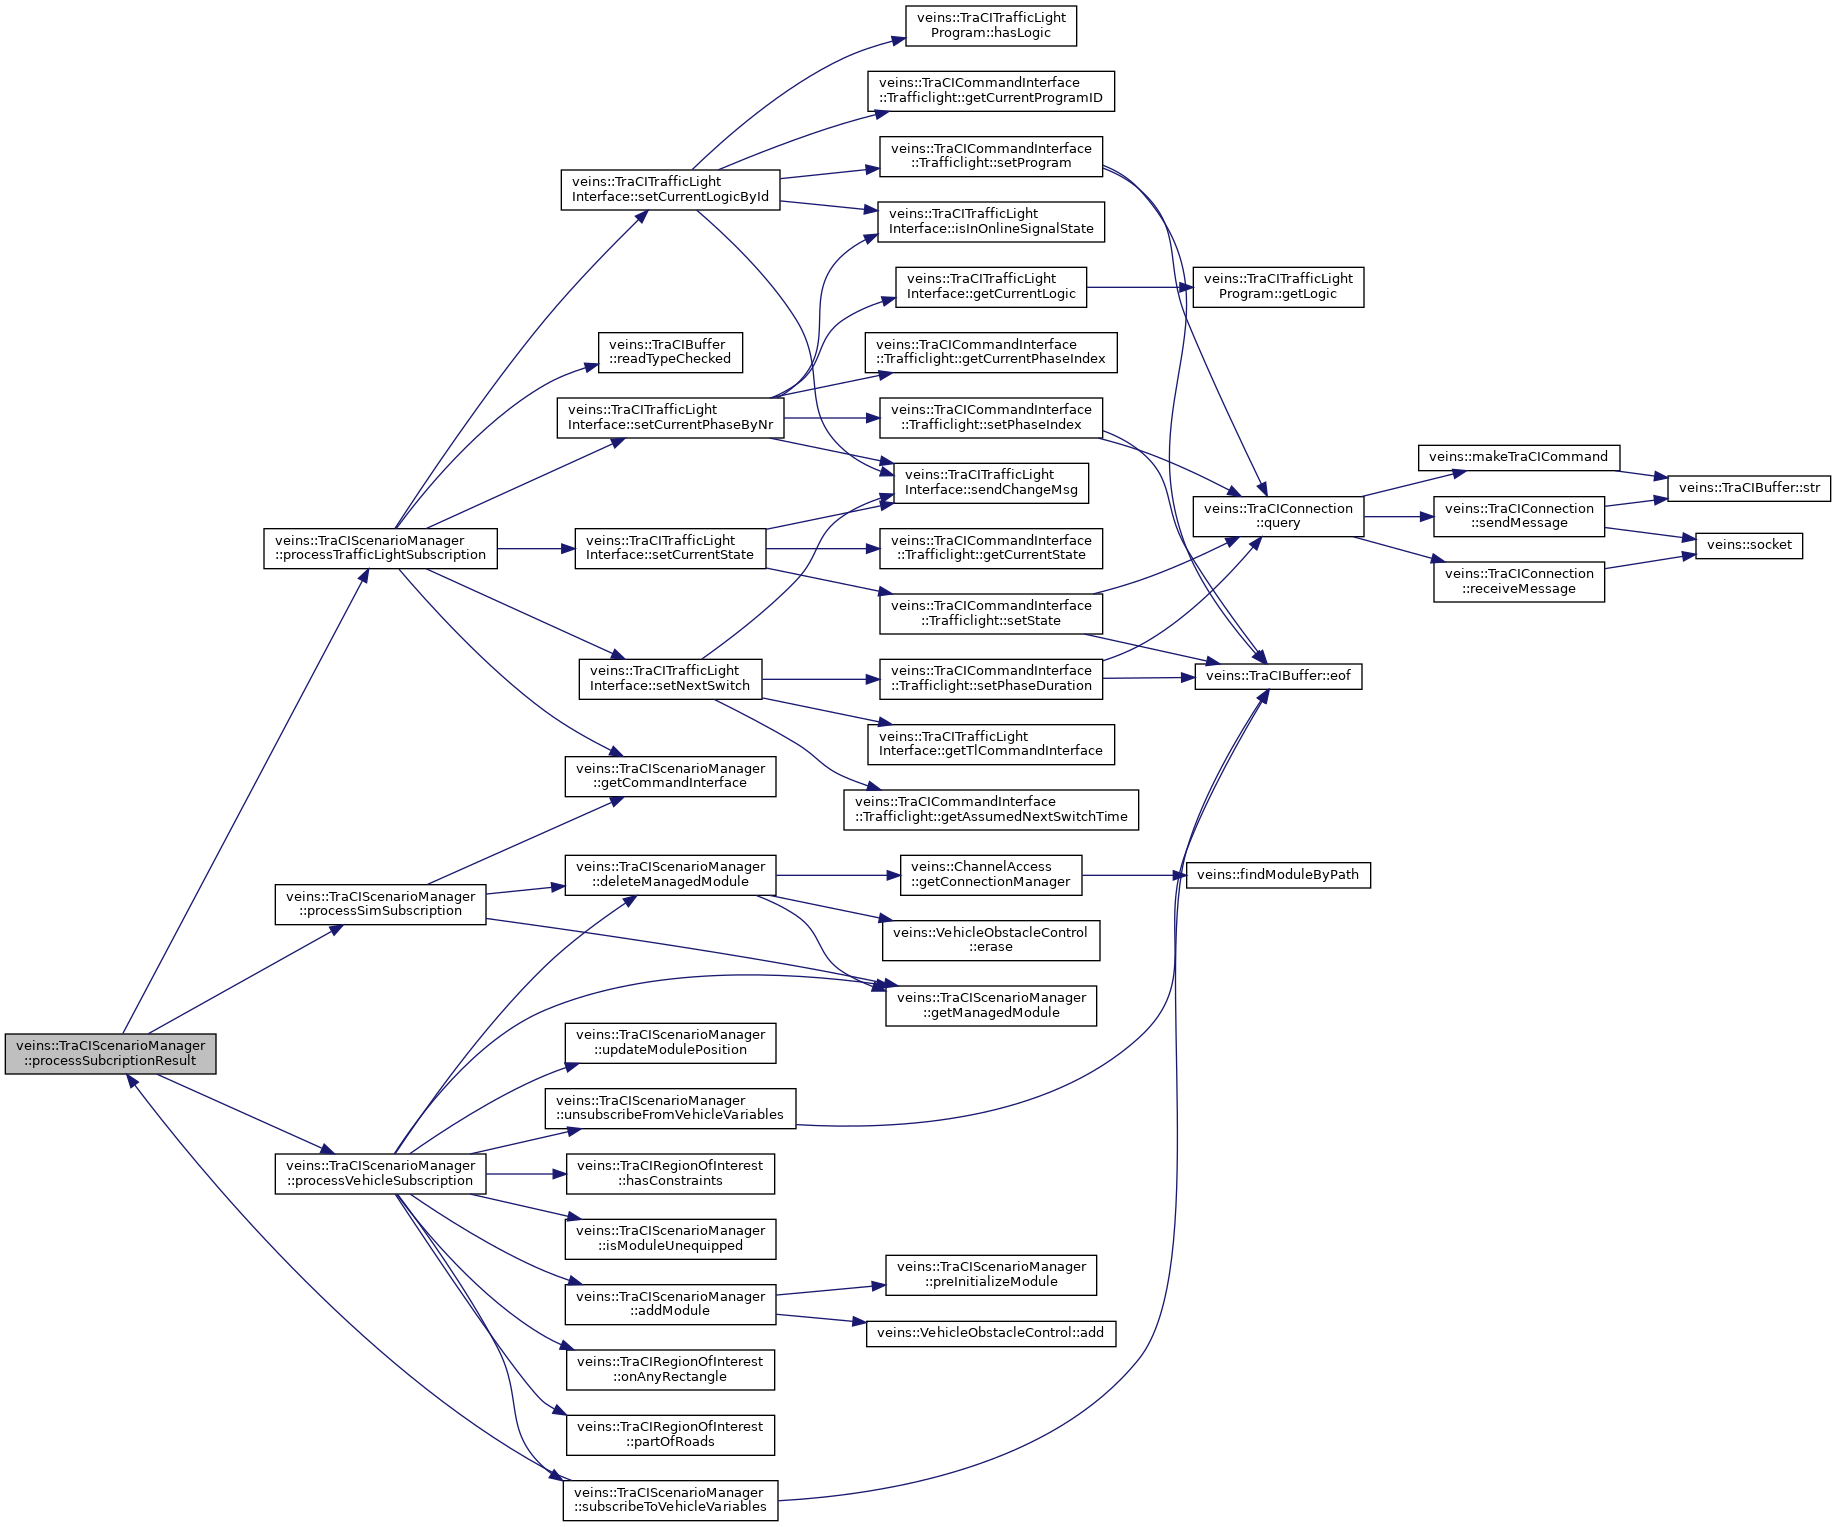 veins::TraCITrafficLight
Program::hasLogic
veins::TraCICommandInterface
::Trafficlight::getCurrentProgramID
veins::TraCICommandInterface
::Trafficlight::setProgram
veins::TraCITrafficLight
Interface::setCurrentLogicById
veins::TraCITrafficLight
Interface::isInOnlineSignalState
veins::TraCITrafficLight
Interface::getCurrentLogic
veins::TraCITrafficLight
Program::getLogic
veins::TraCIBuffer
::readTypeChecked
veins::TraCICommandInterface
::Trafficlight::getCurrentPhaseIndex
veins::TraCITrafficLight
Interface::setCurrentPhaseByNr
veins::TraCICommandInterface
::Trafficlight::setPhaseIndex
veins::TraCITrafficLight
Interface::sendChangeMsg
veins::makeTraCICommand
veins::TraCIBuffer::str
veins::TraCIConnection
::query
veins::TraCIConnection
::sendMessage
veins::socket
veins::TraCIConnection
::receiveMessage
veins::TraCIScenarioManager
::processTrafficLightSubscription
veins::TraCITrafficLight
Interface::setCurrentState
veins::TraCICommandInterface
::Trafficlight::getCurrentState
veins::TraCICommandInterface
::Trafficlight::setState
veins::TraCITrafficLight
Interface::setNextSwitch
veins::TraCICommandInterface
::Trafficlight::setPhaseDuration
veins::TraCIBuffer::eof
veins::TraCITrafficLight
Interface::getTlCommandInterface
veins::TraCIScenarioManager
::getCommandInterface
veins::TraCICommandInterface
::Trafficlight::getAssumedNextSwitchTime
veins::TraCIScenarioManager
::deleteManagedModule
veins::ChannelAccess
::getConnectionManager
veins::findModuleByPath
veins::TraCIScenarioManager
::processSimSubscription
veins::VehicleObstacleControl
::erase
veins::TraCIScenarioManager
::getManagedModule
veins::TraCIScenarioManager
::processSubcriptionResult
veins::TraCIScenarioManager
::updateModulePosition
veins::TraCIScenarioManager
::unsubscribeFromVehicleVariables
veins::TraCIScenarioManager
::processVehicleSubscription
veins::TraCIRegionOfInterest
::hasConstraints
veins::TraCIScenarioManager
::isModuleUnequipped
veins::TraCIScenarioManager
::addModule
veins::TraCIScenarioManager
::preInitializeModule
veins::VehicleObstacleControl::add
veins::TraCIRegionOfInterest
::onAnyRectangle
veins::TraCIRegionOfInterest
::partOfRoads
veins::TraCIScenarioManager
::subscribeToVehicleVariables